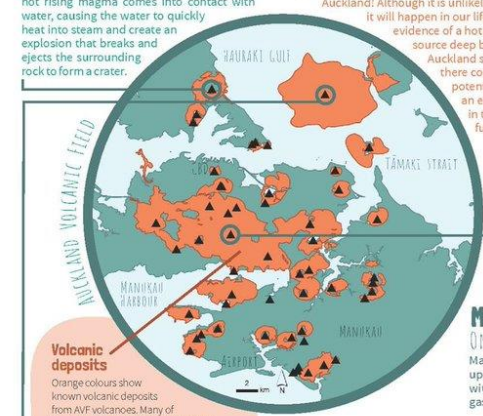 hot rising magma comes into contact with
water, causing the water to quickly
heat into steam and create an
explosion that breaks and
ejects the surrounding
rock to form a crater.
Auckland! Although it is unlikel
it will happen in our lif
evidence of a hot
source deep b
Auckland s
there co
poten
an e
in t
fu
AUCKLAND VOLCANIC FIELD
HAURAKI GULF
TĀMAKI STRAIT
CBD
MANUKAU
HARBOUR
MANUKAU
AIRPORT
2 km
N
Volcanic
deposits
Orange colours show
known volcanic deposits
from AVF volcanoes. Many of
M
Ma
up
wi
gas